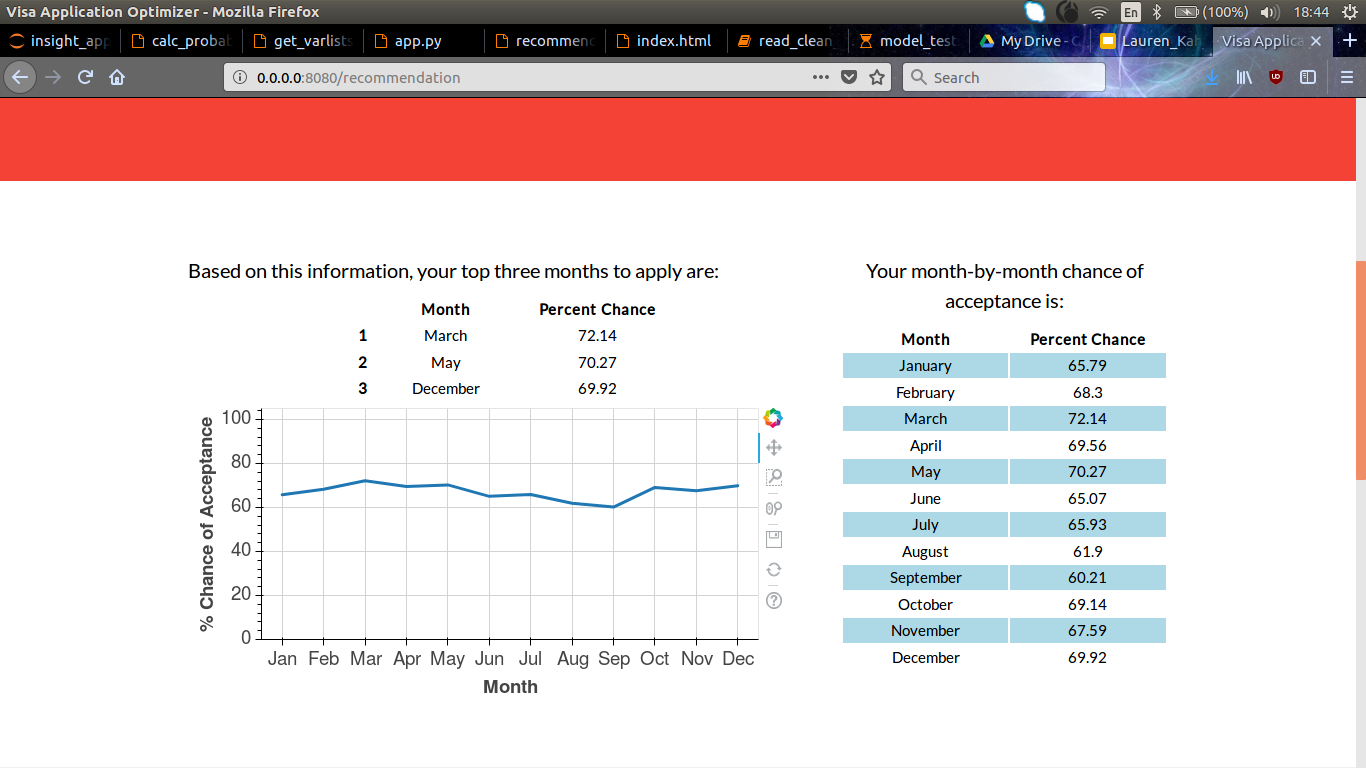 Visa Application Optimizer - Mozilla Firefox
En
(100%)
18:44
insight_app
calc_probat
get_varlists
app.py
recommenc
index.html
read_clean
model_test
My Drive - C
Lauren_Kah
Visa Applica
0.0.0.0:8080/recommendation
Search
Based on this information, your top three months to apply are:
Month Percent Chance
1 March 72.14
2 May 70.27
3 December 69.92
% Chance of Acceptance
100
80
60
40
20
0
Jan Feb Mar Apr May Jun Jul Aug Sep Oct Nov Dec
Month
Your month-by-month chance of
acceptance is:
Month Percent Chance
January 65.79
February 68.3
March 72.14
April 69.56
May 70.27
June 65.07
July 65.93
August 61.9
September 60.21
October 69.14
November 67.59
December 69.92